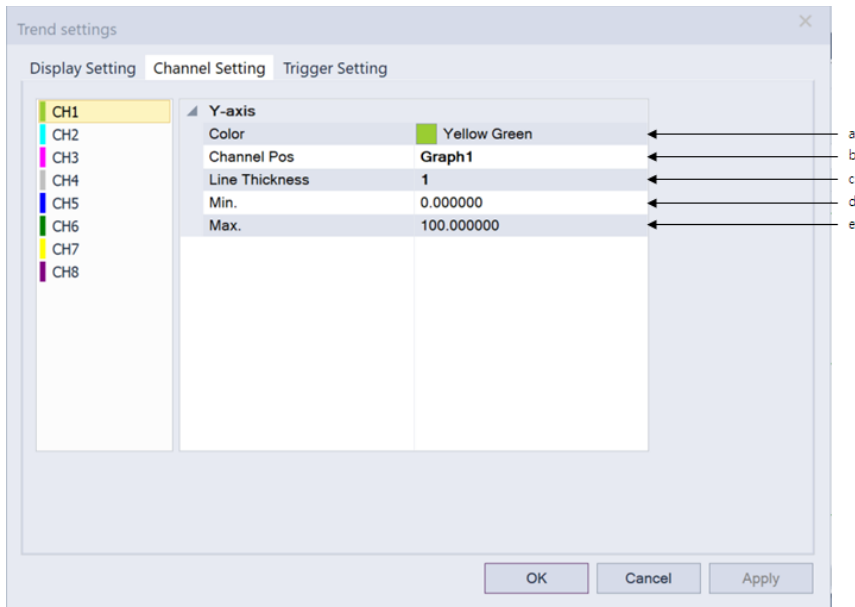 Trend settings
Display Setting Channel Setting Trigger Setting
CH1
CH2
CH3
CH4
CH5
CH6
CH7
CH8
Y-axis
Color Yellow Green a
Channel Pos Graph1 b
Line Thickness 1 c
Min. 0.000000 d
Max. 100.000000 e
OK Cancel Apply